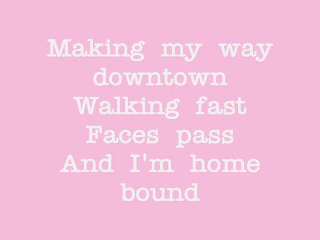 Making my way
downtown
Walking fast
Faces pass
And I'm home
bound